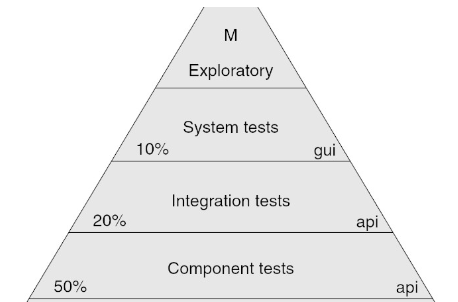 M
Exploratory
System tests
10% gui
Integration tests
20% api
Component tests
50% api